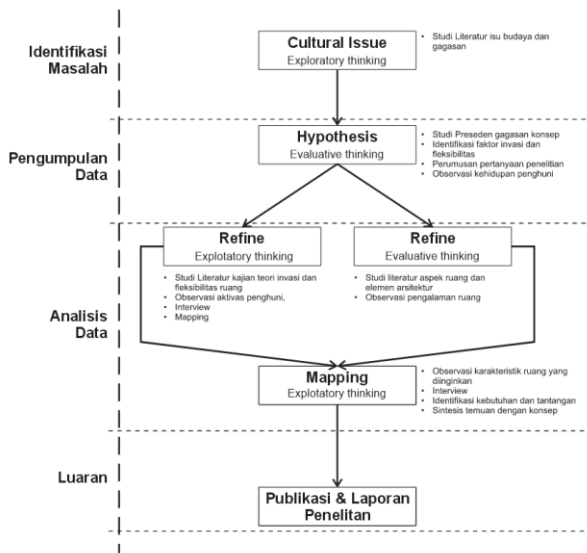 Identifikasi
Masalah
Cultural Issue
Exploratory thinking
• Studi Literatur isu budaya dan
gagasan
Pengumpulan
Data
Hypothesis
Evaluative thinking
• Studi Preseden gagasan konsep
• Identifikasi faktor invasi dan
fleksibilitas
• Perumusan pertanyaan penelitian
• Observasi kehidupan penghuni
Analisis
Data
Refine
Explotatory thinking
• Studi Literatur kajian teori invasi dan
fleksibilitas ruang
• Observasi aktivas penghuni,
• Interview
• Mapping
Refine
Evaluative thinking
• Studi literatur aspek ruang dan
elemen arsitektur
• Observasi pengalaman ruang
Mapping
Explotatory thinking
• Observasi karakteristik ruang yang
diinginkan
• Interview
• Identifikasi kebutuhan dan tantangan
• Sintesis temuan dengan konsep
Luaran
Publikasi & Laporan
Penelitan